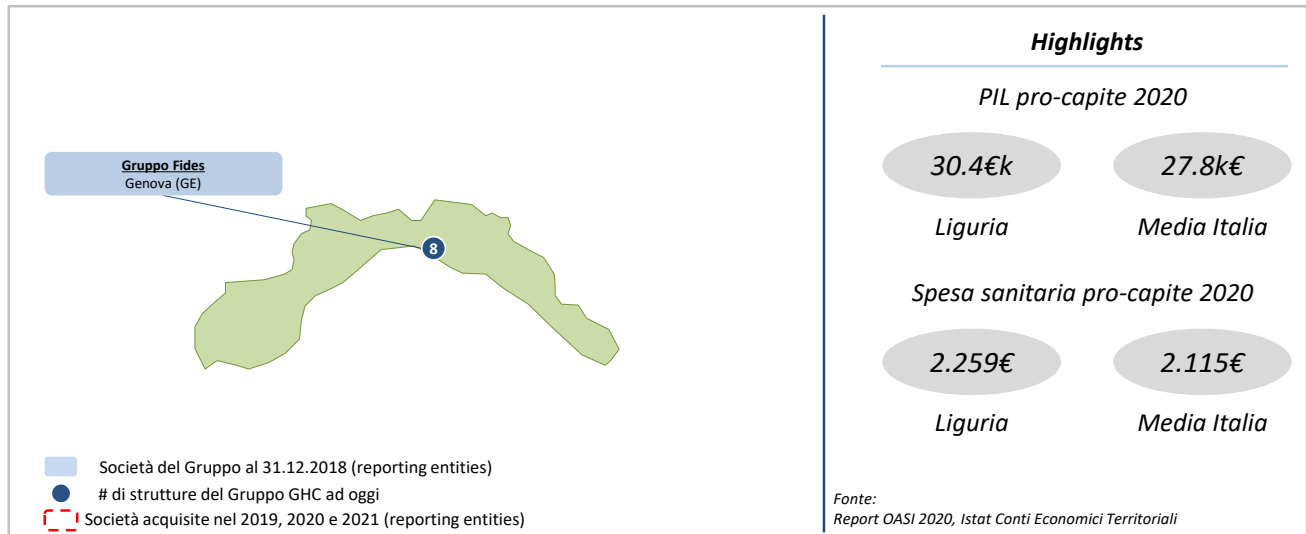 Gruppo Fides
Genova (GE)
8
Società del Gruppo al 31.12.2018 (reporting entities)
# di strutture del Gruppo GHC ad oggi
Società acquisite nel 2019, 2020 e 2021 (reporting entities)
Highlights
PIL pro-capite 2020
30.4€k 27.8k€
Liguria Media Italia
Spesa sanitaria pro-capite 2020
2.259€ 2.115€
Liguria Media Italia
Fonte:
Report OASI 2020, Istat Conti Economici Territoriali